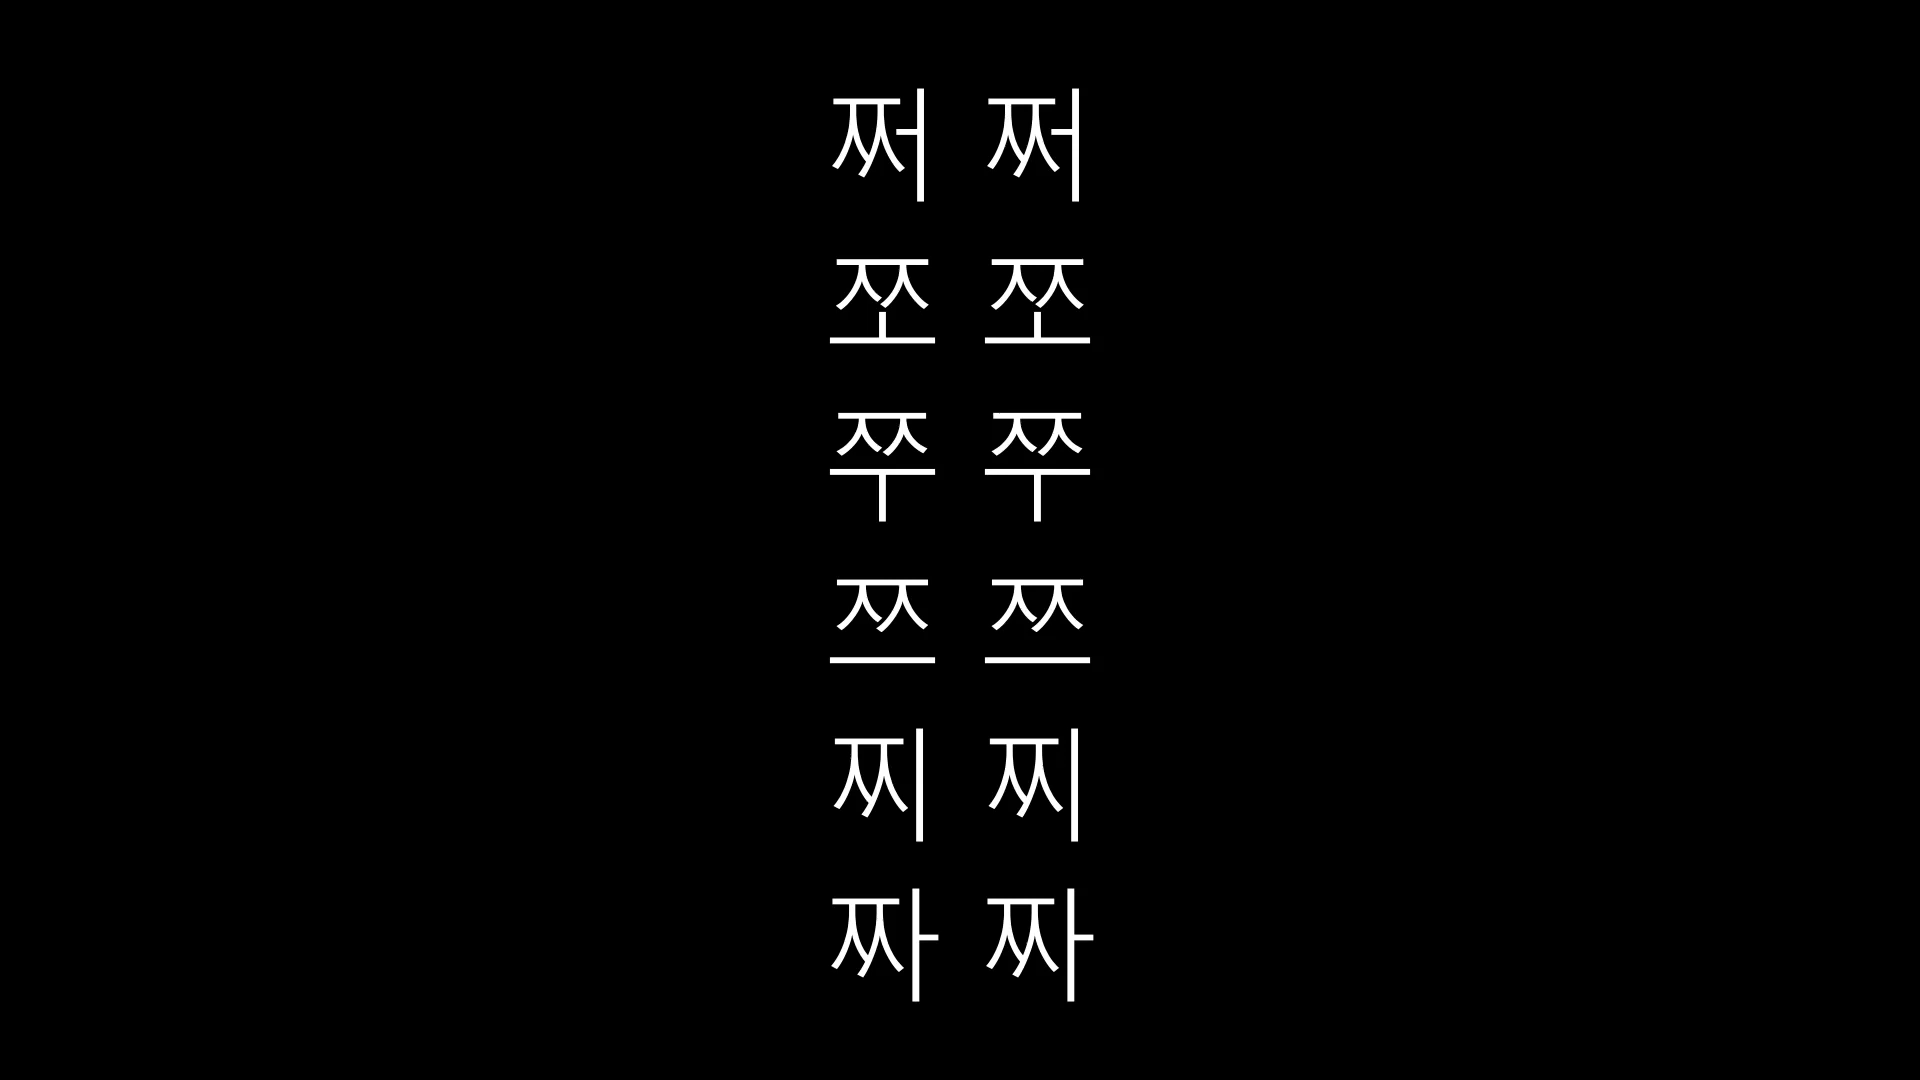 쩌 쩌
쪼 쪼
쭈 쭈
쯔 쯔
찌 찌
짜 짜